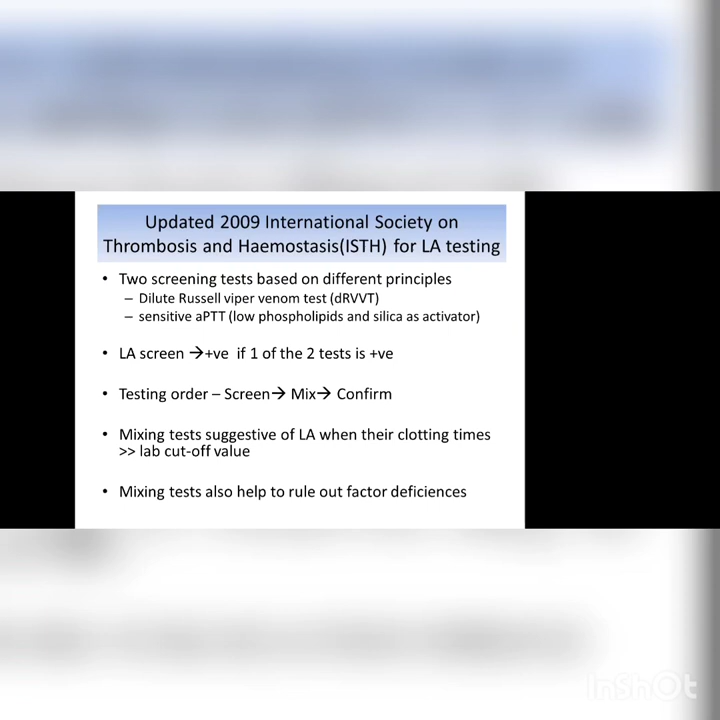 Updated 2009 International Society on
Thrombosis and Haemostasis(ISTH) for LA testing
• Two screening tests based on different principles
– Dilute Russell viper venom test (dRVVT)
– sensitive aPTT (low phospholipids and silica as activator)
• LA screen →+ve if 1 of the 2 tests is +ve
• Testing order – Screen→ Mix→ Confirm
• Mixing tests suggestive of LA when their clotting times
>> lab cut-off value
• Mixing tests also help to rule out factor deficiences
InShOt